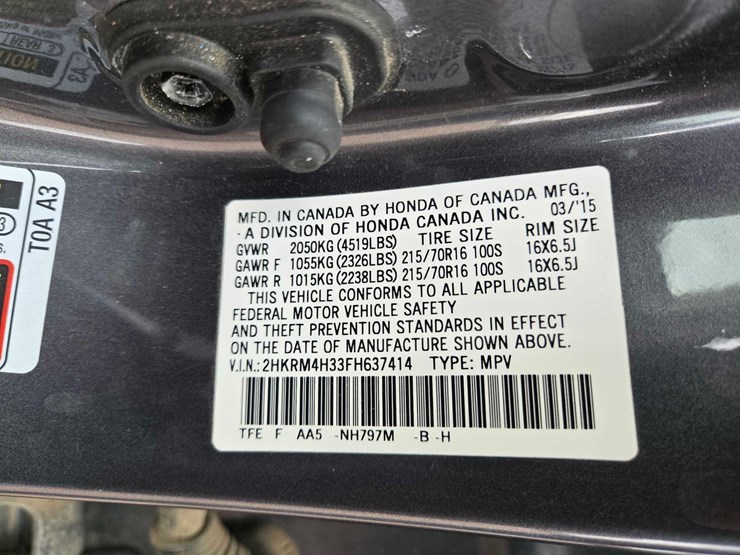 MFD. IN CANADA BY HONDA OF CANADA MFG.,
A DIVISION OF HONDA CANADA INC. 03/'15
GVWR 2050KG (4519LBS) TIRE SIZE RIM SIZE
GAWR F 1055KG (2326LBS) 215/70R16 100S 16X6.5J
GAWR R 1015KG (2238LBS) 215/70R16 100S 16X6.5J
THIS VEHICLE CONFORMS TO ALL APPLICABLE
FEDERAL MOTOR VEHICLE SAFETY
AND THEFT PREVENTION STANDARDS IN EFFECT
ON THE DATE OF MANUFACTURE SHOWN ABOVE.
V.I.N.: 2HKRM4H33FH637414 TYPE: MPV
TFE F AA5 -NH797M -B -H
T0A A3